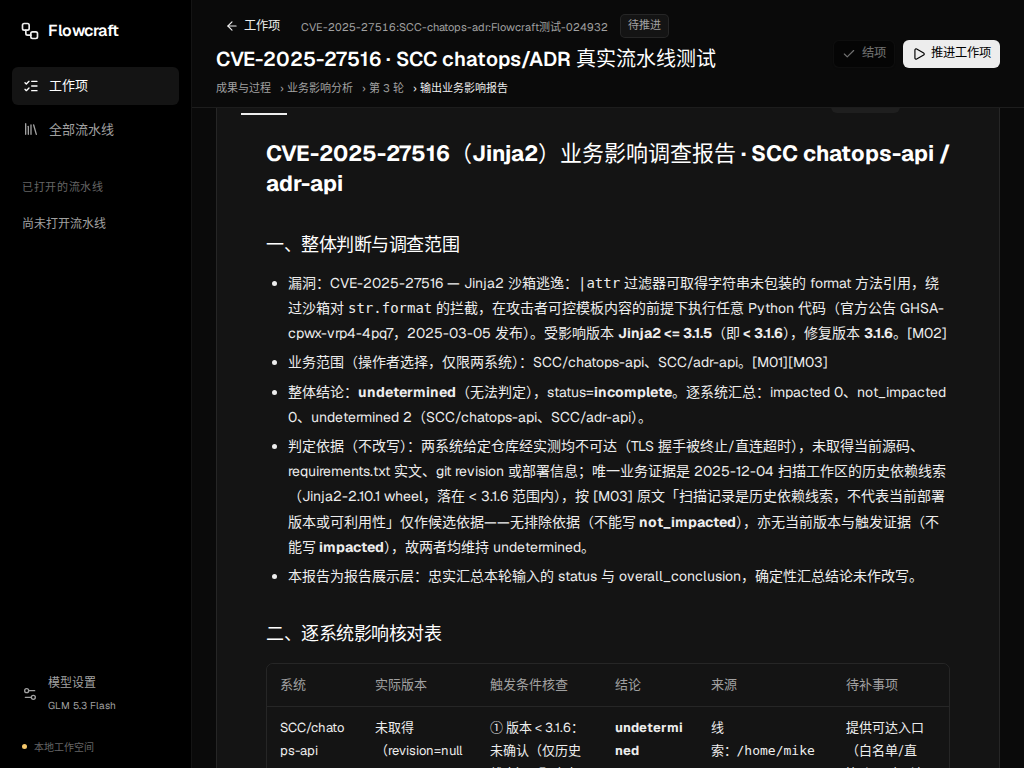 Flowcraft
工作项
全部流水线
已打开的流水线
尚未打开流水线
模型设置
GLM 5.3 Flash
本地工作空间
← 工作项 CVE-2025-27516:SCC-chatops-adr:Flowcraft测试-024932 待推进
CVE-2025-27516 · SCC chatops/ADR 真实流水线测试
成果与过程 › 业务影响分析 › 第 3 轮 › 输出业务影响报告
结项
推进工作项
CVE-2025-27516（Jinja2）业务影响调查报告 · SCC chatops-api /
adr-api
一、整体判断与调查范围
漏洞：CVE-2025-27516 — Jinja2 沙箱逃逸：|attr 过滤器可取得字符串未包装的 format 方法引用，绕
过沙箱对 str.format 的拦截，在攻击者可控模板内容的前提下执行任意 Python 代码（官方公告 GHSA-
cpwx-vrp4-4pq7，2025-03-05 发布）。受影响版本 Jinja2 <= 3.1.5（即 < 3.1.6），修复版本 3.1.6。[M02]
业务范围（操作者选择，仅限两系统）：SCC/chatops-api、SCC/adr-api。[M01][M03]
整体结论：undetermined（无法判定），status=incomplete。逐系统汇总：impacted 0、not_impacted
0、undetermined 2（SCC/chatops-api、SCC/adr-api）。
判定依据（不改写）：两系统给定仓库经实测均不可达（TLS 握手被终止/直连超时），未取得当前源码、
requirements.txt 实文、git revision 或部署信息；唯一业务证据是 2025-12-04 扫描工作区的历史依赖线索
（Jinja2-2.10.1 wheel，落在 < 3.1.6 范围内），按 [M03] 原文「扫描记录是历史依赖线索，不代表当前部署
版本或可利用性」仅作候选依据——无排除依据（不能写 not_impacted），亦无当前版本与触发证据（不
能写 impacted），故两者均维持 undetermined。
本报告为报告展示层：忠实汇总本轮输入的 status 与 overall_conclusion，确定性汇总结论未作改写。
二、逐系统影响核对表
系统 实际版本 触发条件核查 结论 来源 待补事项
SCC/chato 未取得 ① 版本 < 3.1.6： undetermi 线 提供可达入口
ps-api （revision=null 未确认（仅历史 ned 索：/home/mike （白名单/直